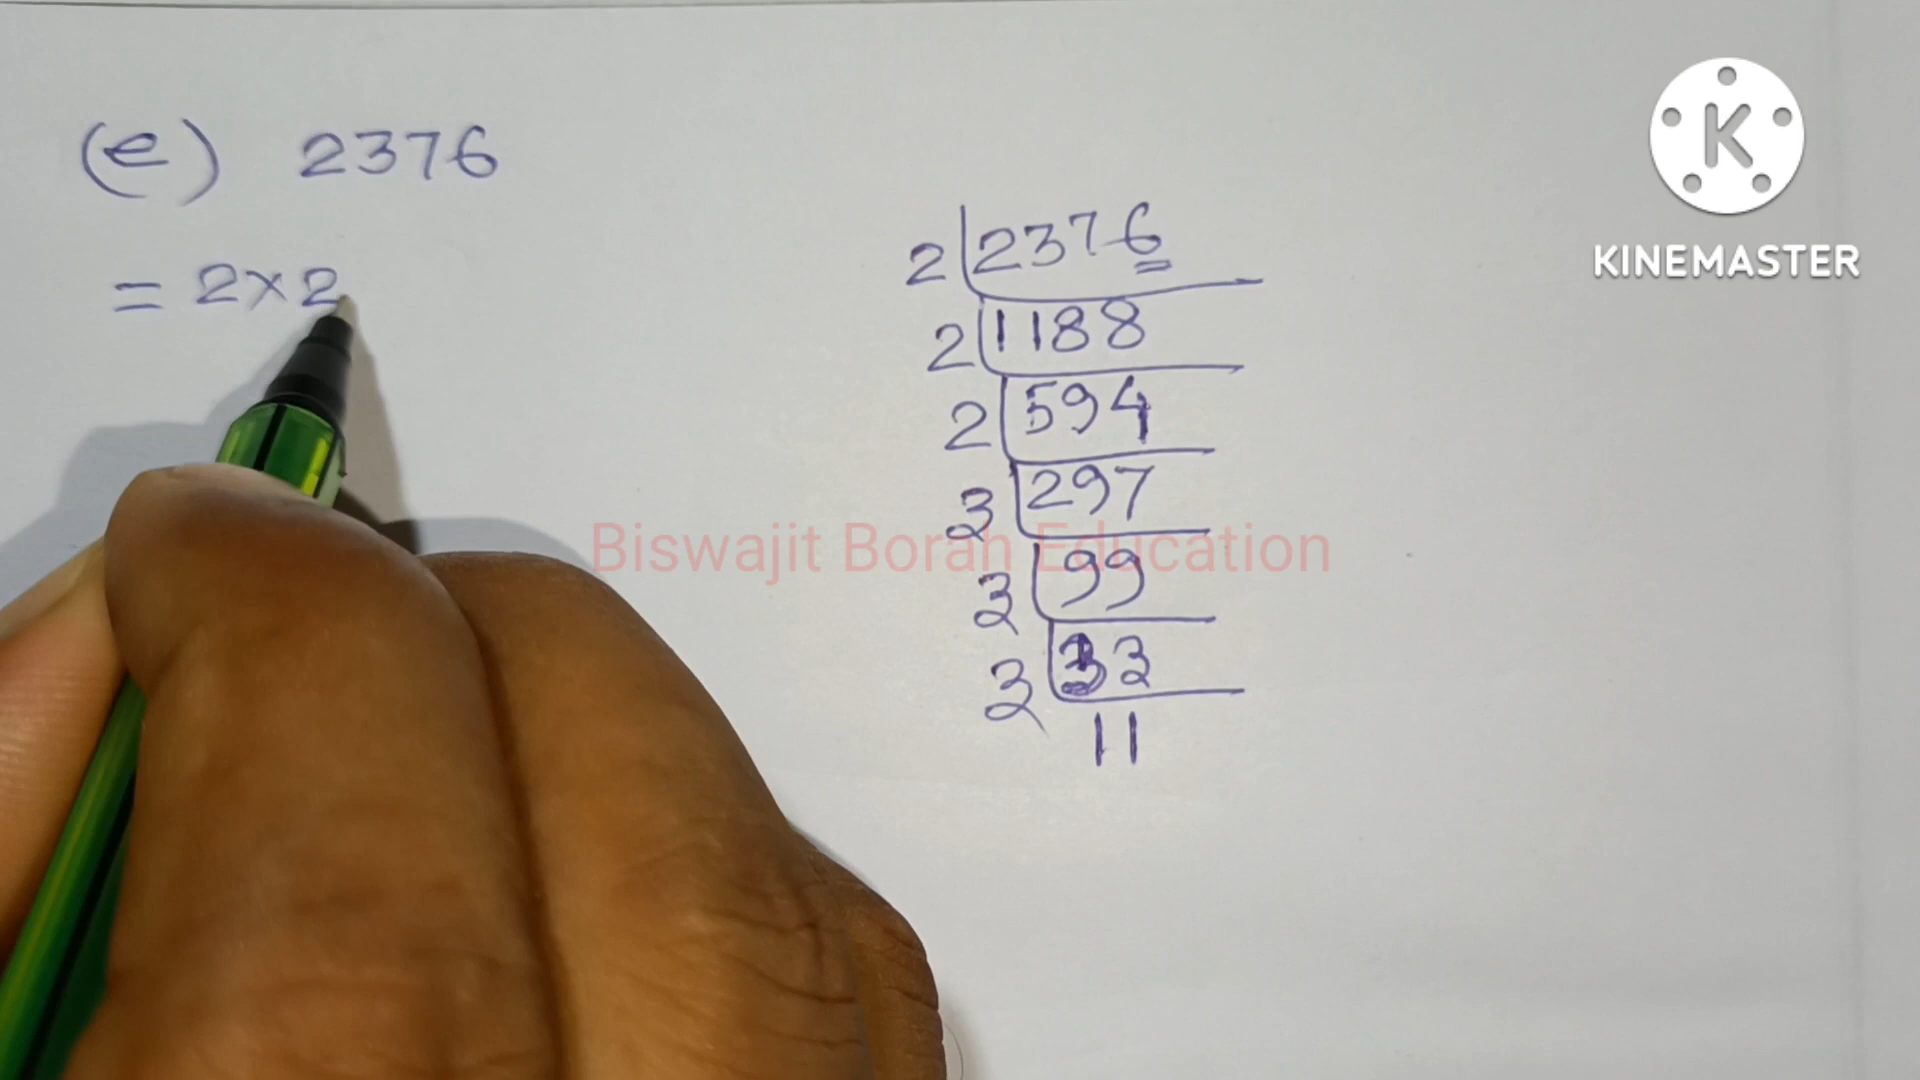 (e) 2376
= 2×2
2 2376
2 1188
2 594
3 297
3 99
3 33
11
KINEMASTER
Biswajit Borah Education